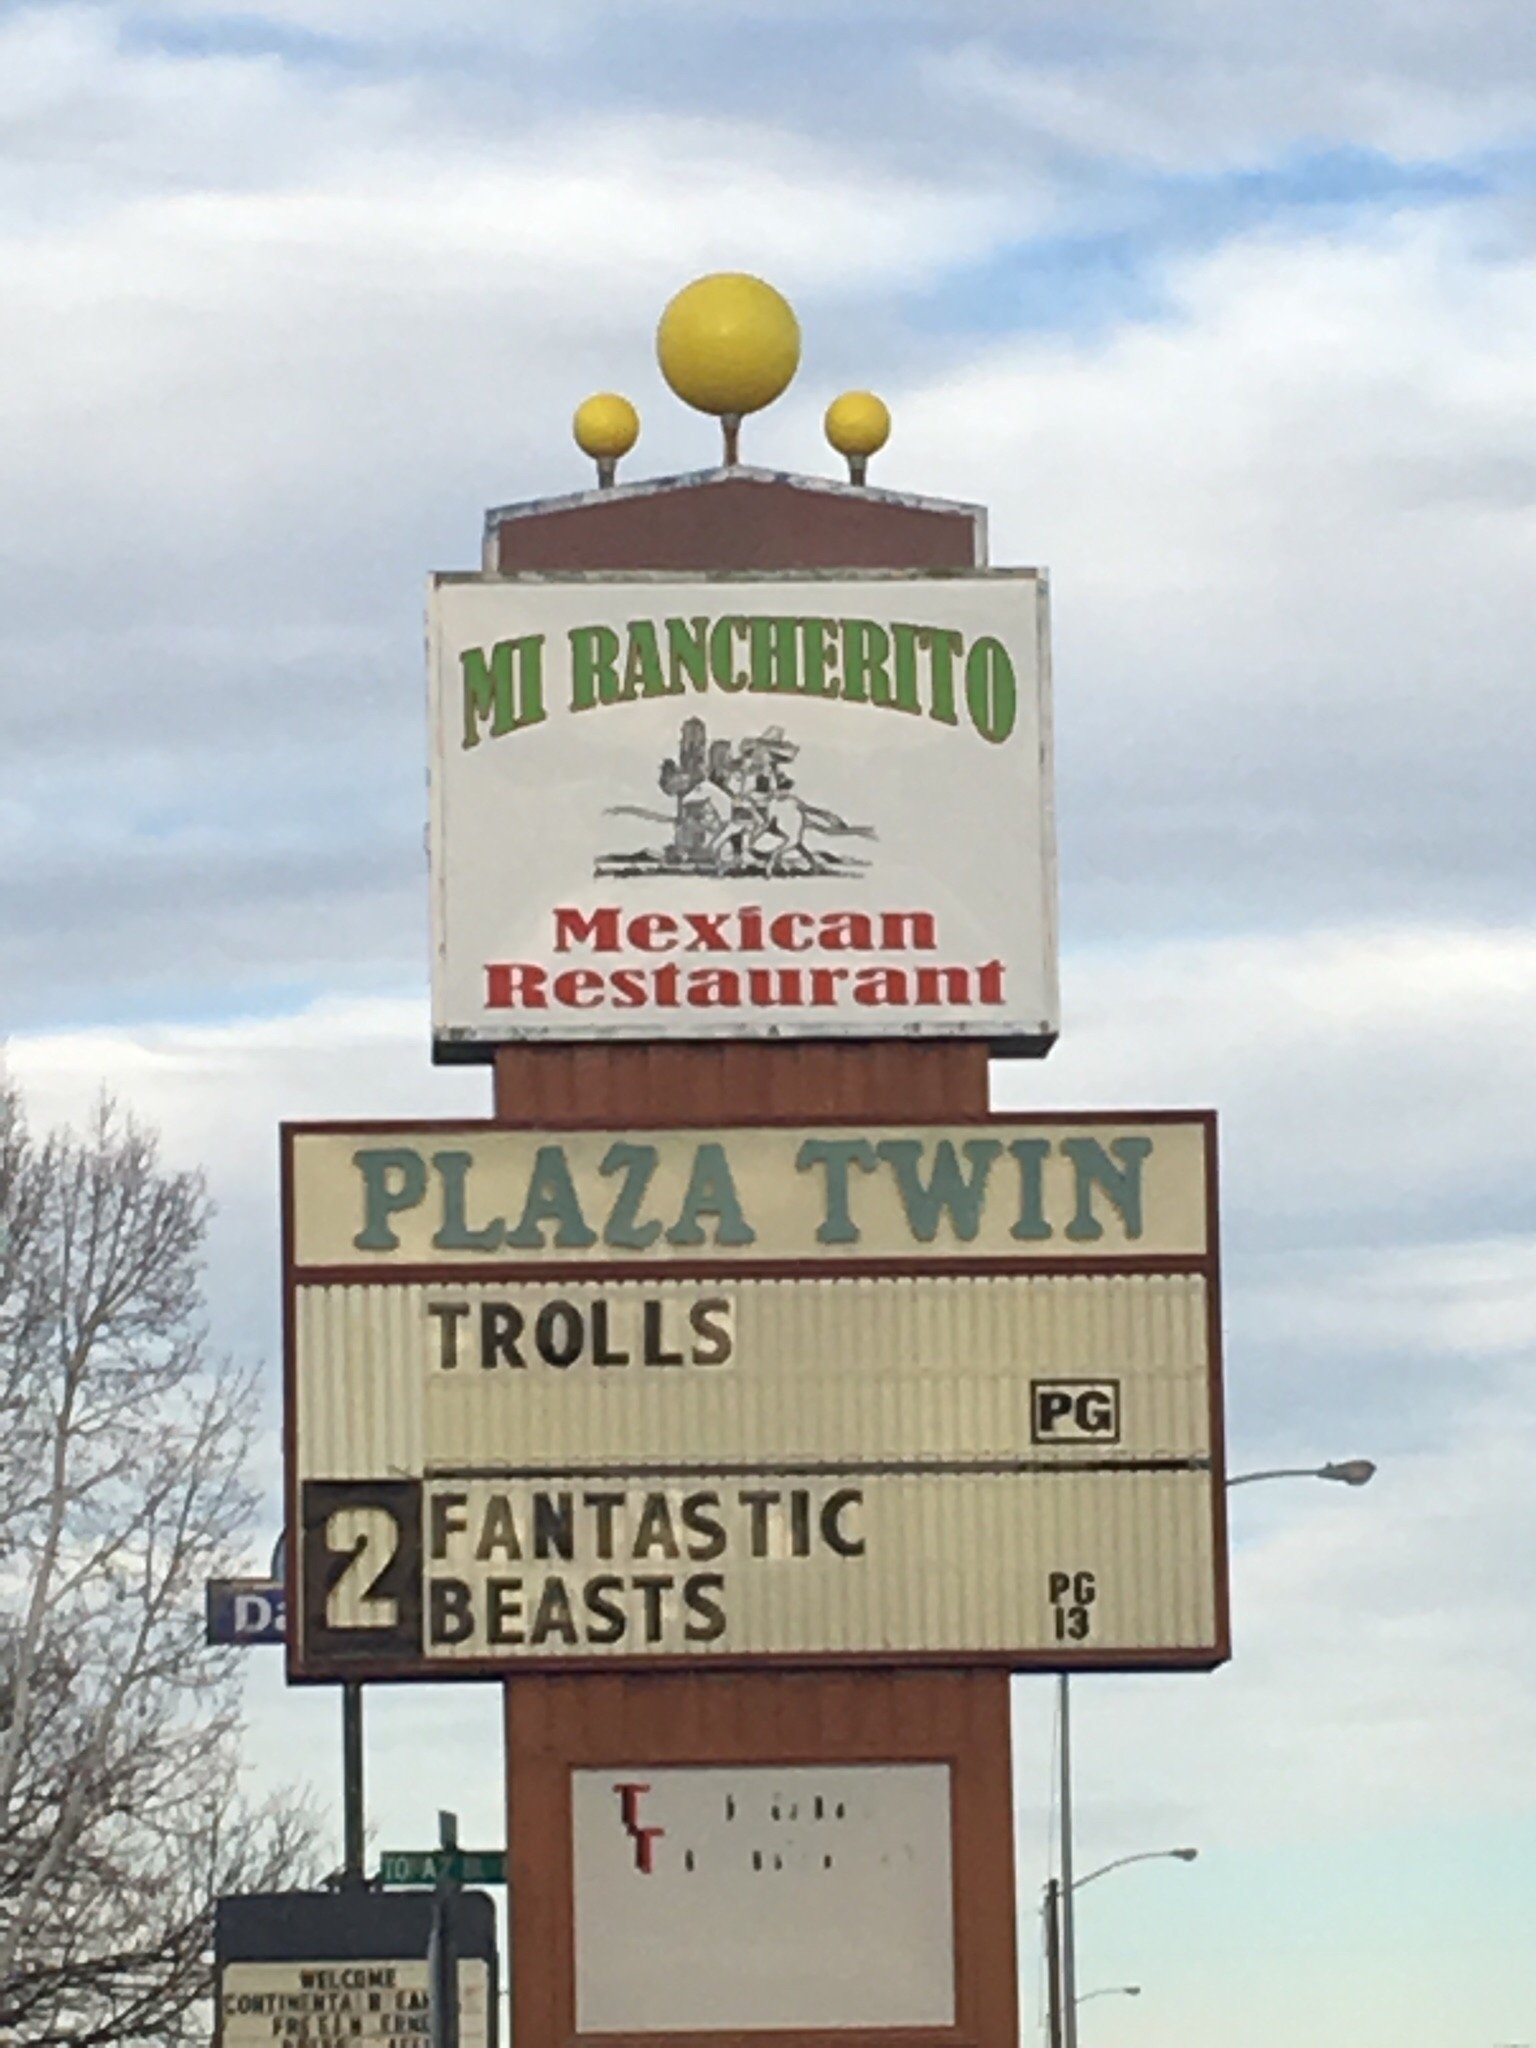 MI RANCHERITO
Mexican
Restaurant
PLAZA TWIN
TROLLS
PG
2 FANTASTIC
BEASTS
PG
13
WELCOME